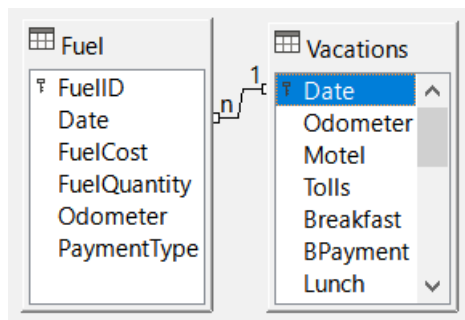 Fuel
FuelID
Date
FuelCost
FuelQuantity
Odometer
PaymentType
n
1
Vacations
Date
Odometer
Motel
Tolls
Breakfast
BPayment
Lunch